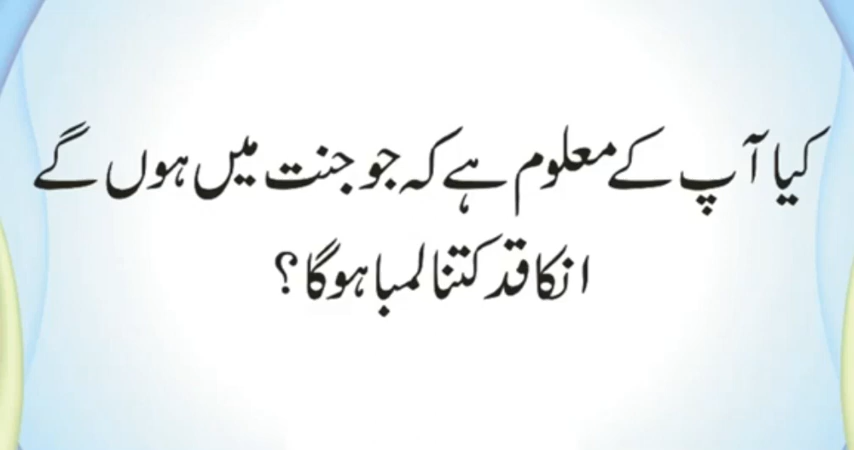 کیا آپ کے معلوم ہے کہ جو جنت میں ہوں گے
انکا قد کتنا لمبا ہوگا؟